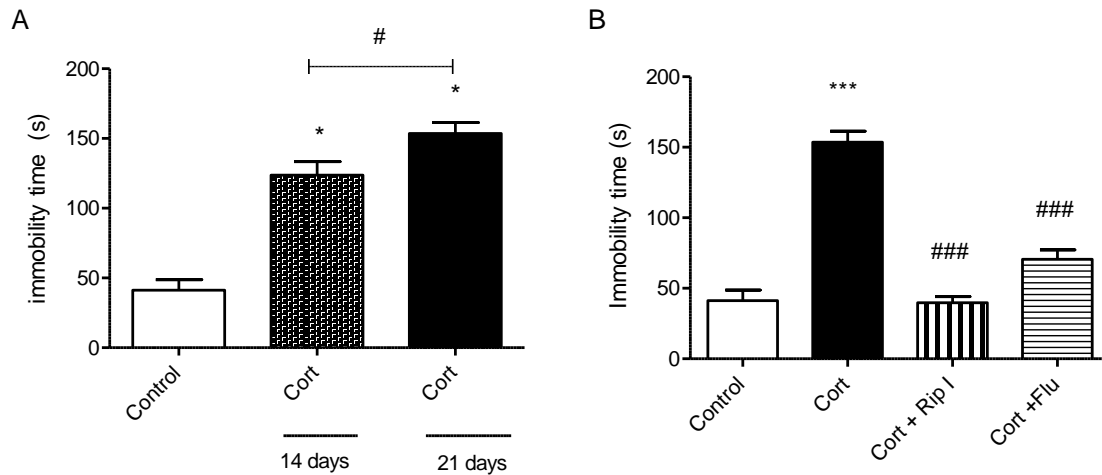 A
#
immobility time (s)
200
150
100
50
0
*
*
Control
Cort
Cort
14 days
21 days
B
Immobility time (s)
200
150
100
50
0
***
###
###
Control
Cort
Cort + Rip I
Cort +Flu